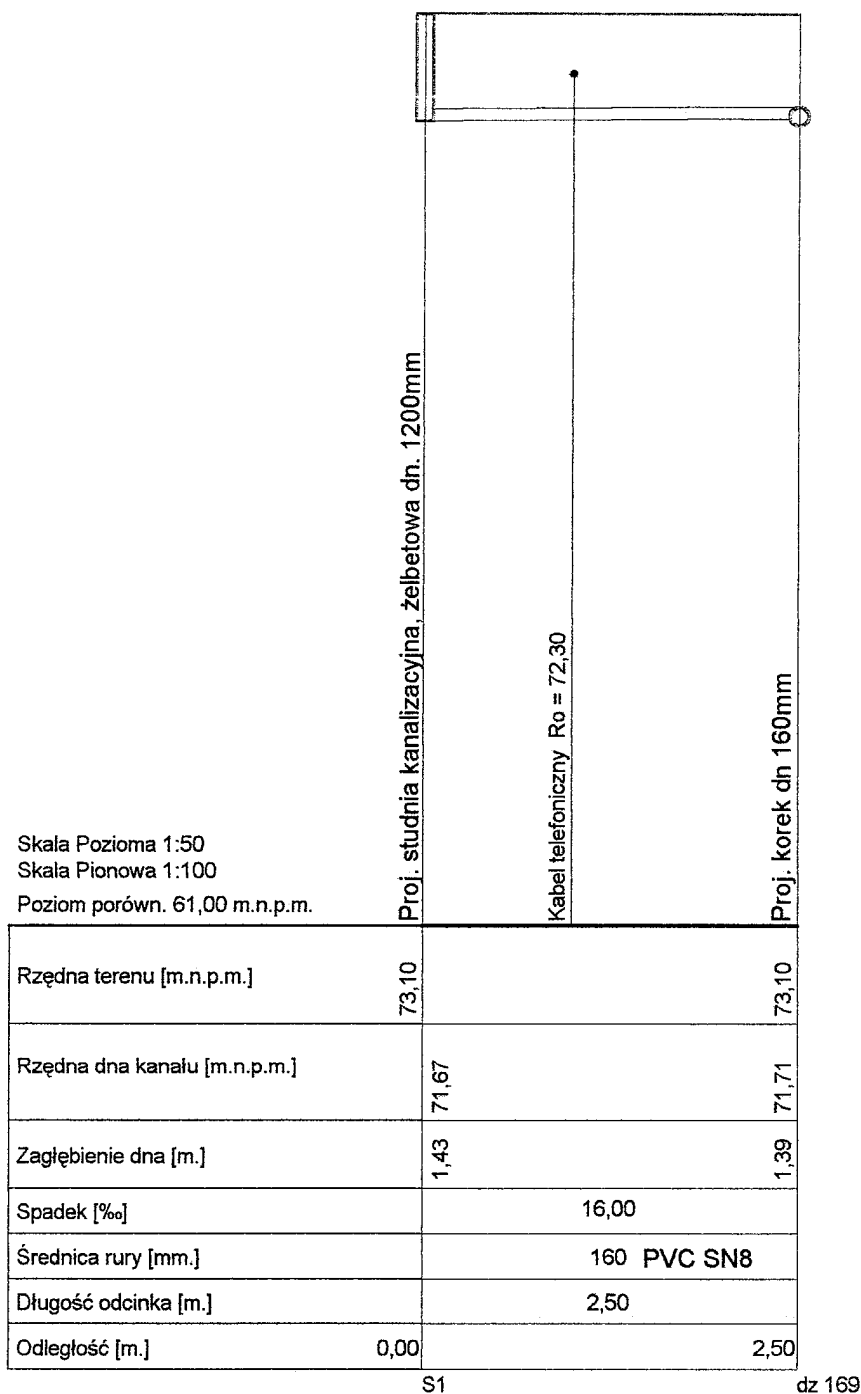 Proj. studnia kanalizacyjna, żelbetowa dn. 1200mm
Kabel telefoniczny Ro = 72,30
Proj. korek dn 160mm
Skala Pozioma 1:50
Skala Pionowa 1:100
Poziom porówn. 61,00 m.n.p.m.
Rzędna terenu [m.n.p.m.] 73,10 73,10
Rzędna dna kanału [m.n.p.m.] 71,67 71,71
Zagłębienie dna [m.] 1,43 1,39
Spadek [‰] 16,00
Średnica rury [mm.] 160 PVC SN8
Długość odcinka [m.] 2,50
Odległość [m.] 0,00 2,50
S1 dz 169